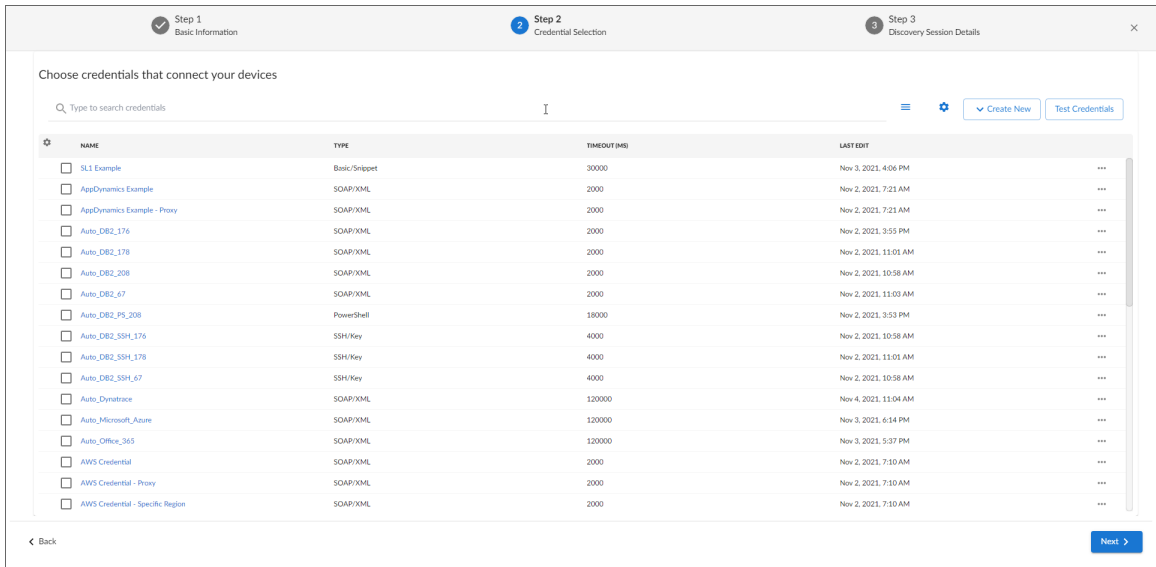 Step 1
Basic Information
2
Step 2
Credential Selection
3
Step 3
Discovery Session Details
Choose credentials that connect your devices
Type to search credentials
Create New
Test Credentials
NAME TYPE TIMEOUT (MS) LAST EDIT
SL1 Example Basic/Snippet 30000 Nov 3, 2021, 4:06 PM
AppDynamics Example SOAP/XML 2000 Nov 2, 2021, 7:21 AM
AppDynamics Example - Proxy SOAP/XML 2000 Nov 2, 2021, 7:21 AM
Auto_DB2_176 SOAP/XML 2000 Nov 2, 2021, 3:55 PM
Auto_DB2_178 SOAP/XML 2000 Nov 2, 2021, 11:01 AM
Auto_DB2_208 SOAP/XML 2000 Nov 2, 2021, 10:58 AM
Auto_DB2_67 SOAP/XML 2000 Nov 2, 2021, 11:03 AM
Auto_DB2_PS_208 PowerShell 18000 Nov 2, 2021, 3:53 PM
Auto_DB2_SSH_176 SSH/Key 4000 Nov 2, 2021, 10:58 AM
Auto_DB2_SSH_178 SSH/Key 4000 Nov 2, 2021, 11:01 AM
Auto_DB2_SSH_67 SSH/Key 4000 Nov 2, 2021, 10:58 AM
Auto_Dynatrace SOAP/XML 120000 Nov 4, 2021, 11:04 AM
Auto_Microsoft_Azure SOAP/XML 120000 Nov 3, 2021, 6:14 PM
Auto_Office_365 SOAP/XML 120000 Nov 3, 2021, 5:37 PM
AWS Credential SOAP/XML 2000 Nov 2, 2021, 7:10 AM
AWS Credential - Proxy SOAP/XML 2000 Nov 2, 2021, 7:10 AM
AWS Credential - Specific Region SOAP/XML 2000 Nov 2, 2021, 7:10 AM
Back
Next